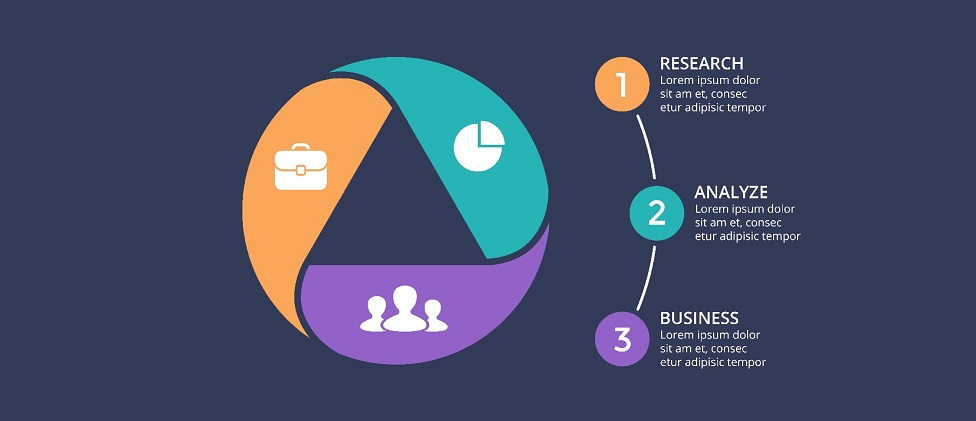 1
RESEARCH
Lorem ipsum dolor
sit am et, consec
etur adipisic tempor
2
ANALYZE
Lorem ipsum dolor
sit am et, consec
etur adipisic tempor
3
BUSINESS
Lorem ipsum dolor
sit am et, consec
etur adipisic tempor